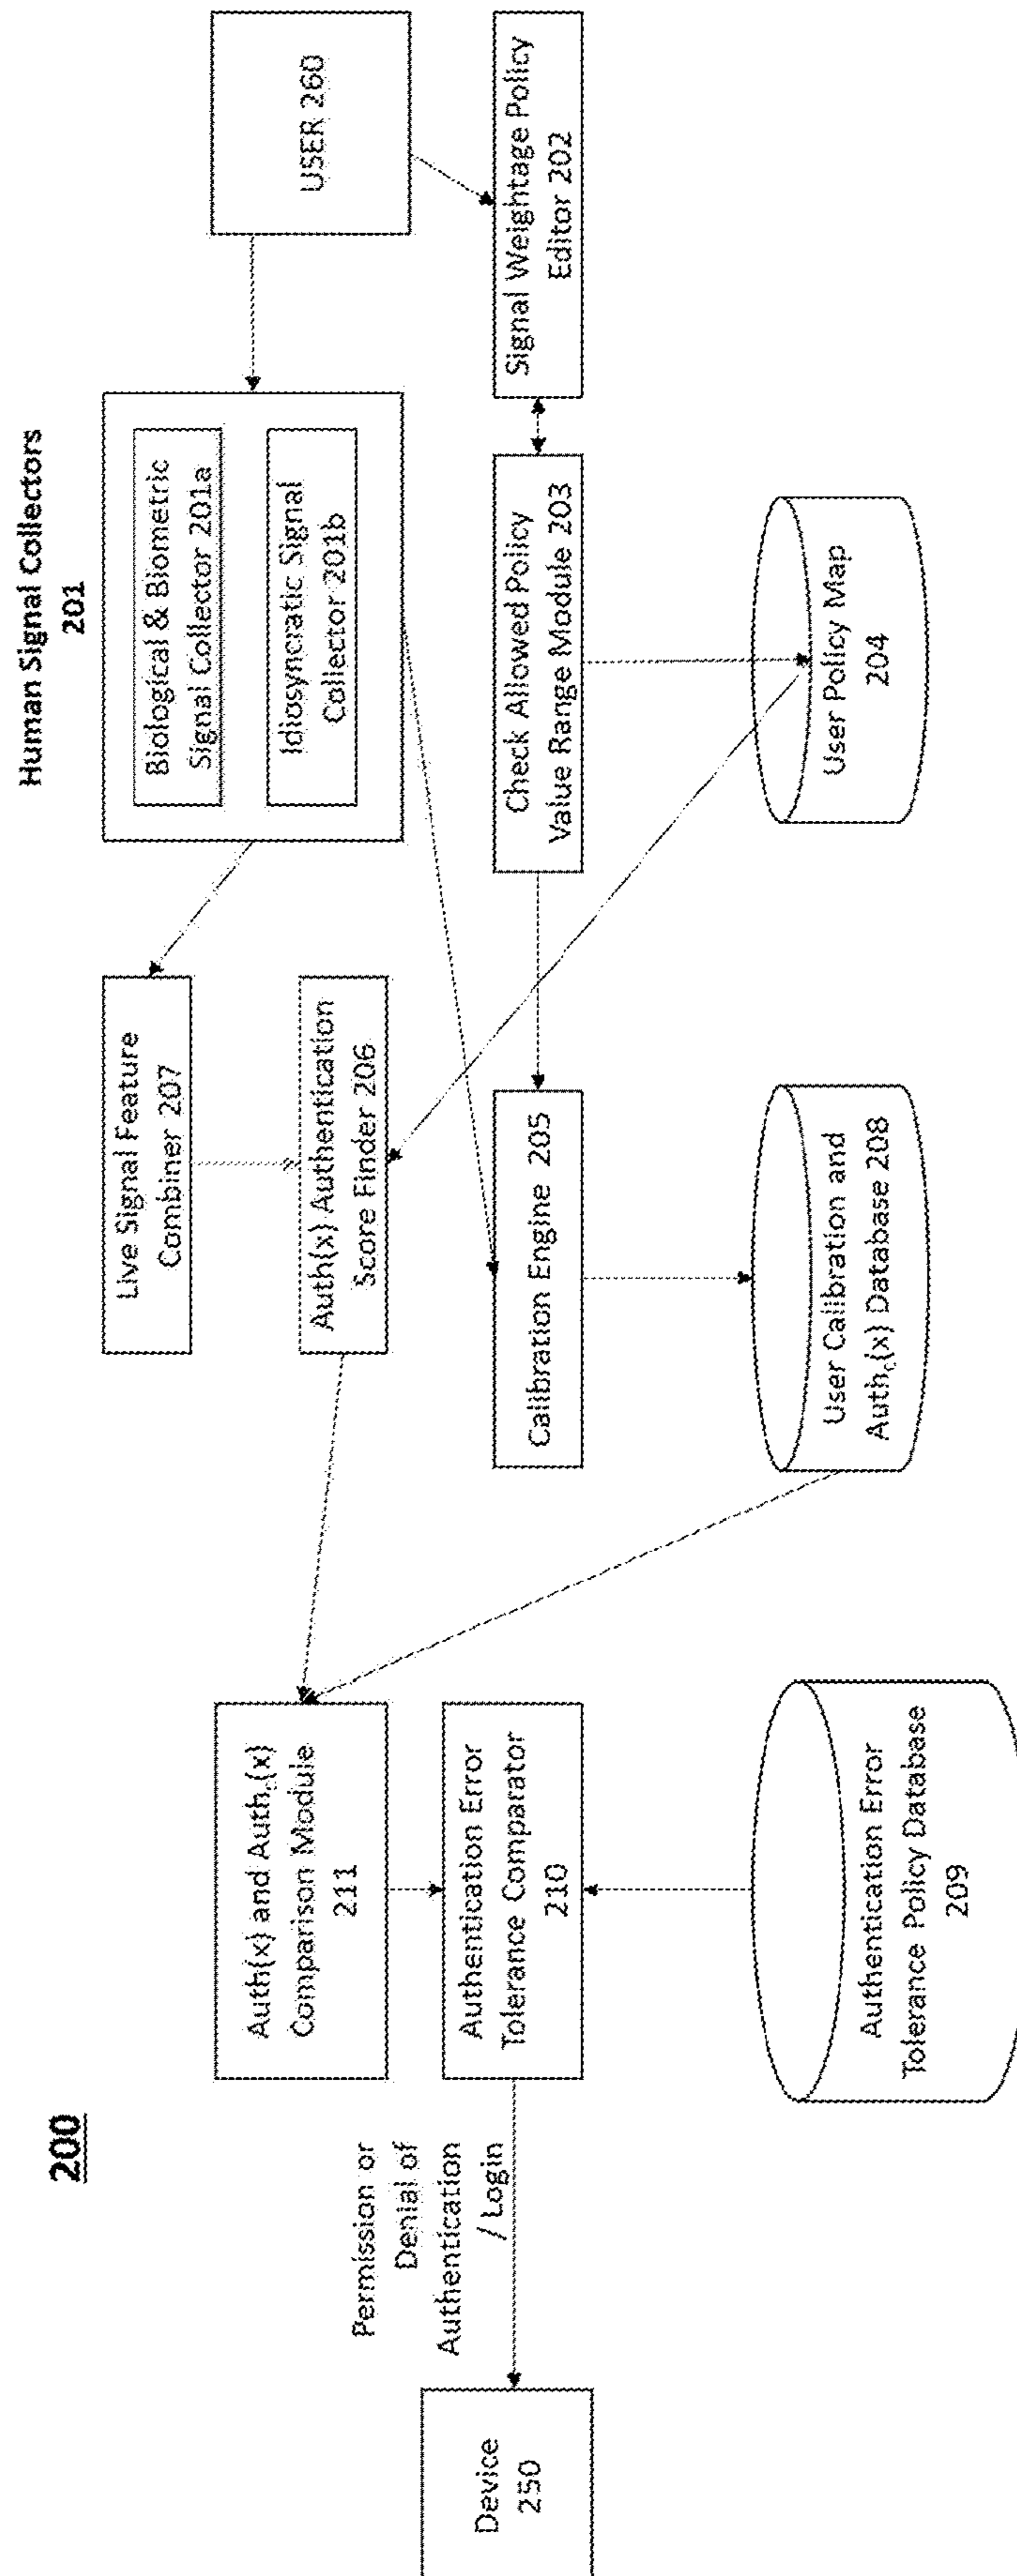 200
Human Signal Collectors
201
Device
250
Permission or
Denial of
Authentication
/ Login
Auth(x) and Authc(x)
Comparison Module
211
Authentication Error
Tolerance Comparator
210
Authentication Error
Tolerance Policy Database
209
Live Signal Feature
Combiner 207
Auth(x) Authentication
Score Finder 206
Calibration Engine 205
User Calibration and
Authc(x) Database 208
Biological & Biometric
Signal Collector 201a
Idiosyncratic Signal
Collector 201b
Check Allowed Policy
Value Range Module 203
User Policy Map
204
USER 260
Signal Weightage Policy
Editor 202